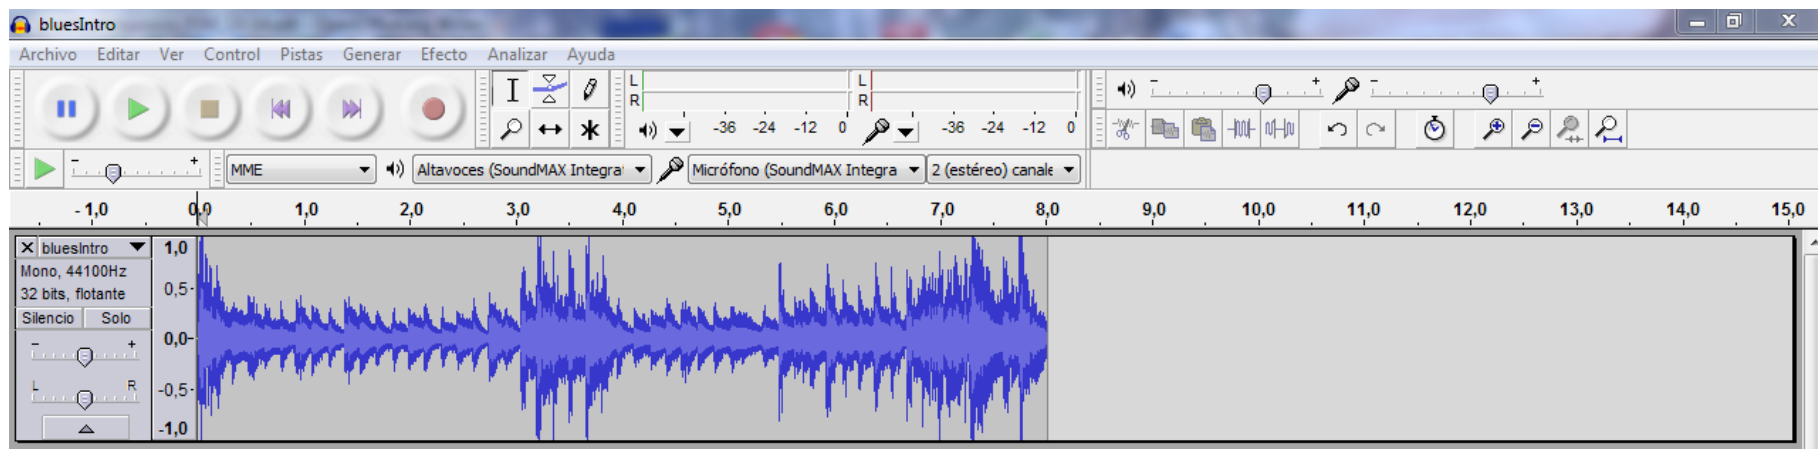 bluesIntro
Archivo Editar Ver Control Pistas Generar Efecto Analizar Ayuda
L
R
-36 -24 -12 0
L
R
-36 -24 -12 0
- +
- +
- +
MME
Altavoces (SoundMAX Integra
Micrófono (SoundMAX Integra
2 (estéreo) canale
-1,0 0,0 1,0 2,0 3,0 4,0 5,0 6,0 7,0 8,0 9,0 10,0 11,0 12,0 13,0 14,0 15,0
X bluesIntro
Mono, 44100Hz
32 bits, flotante
Silencio Solo
- +
L R
1,0
0,5-
0,0-
-0,5-
-1,0